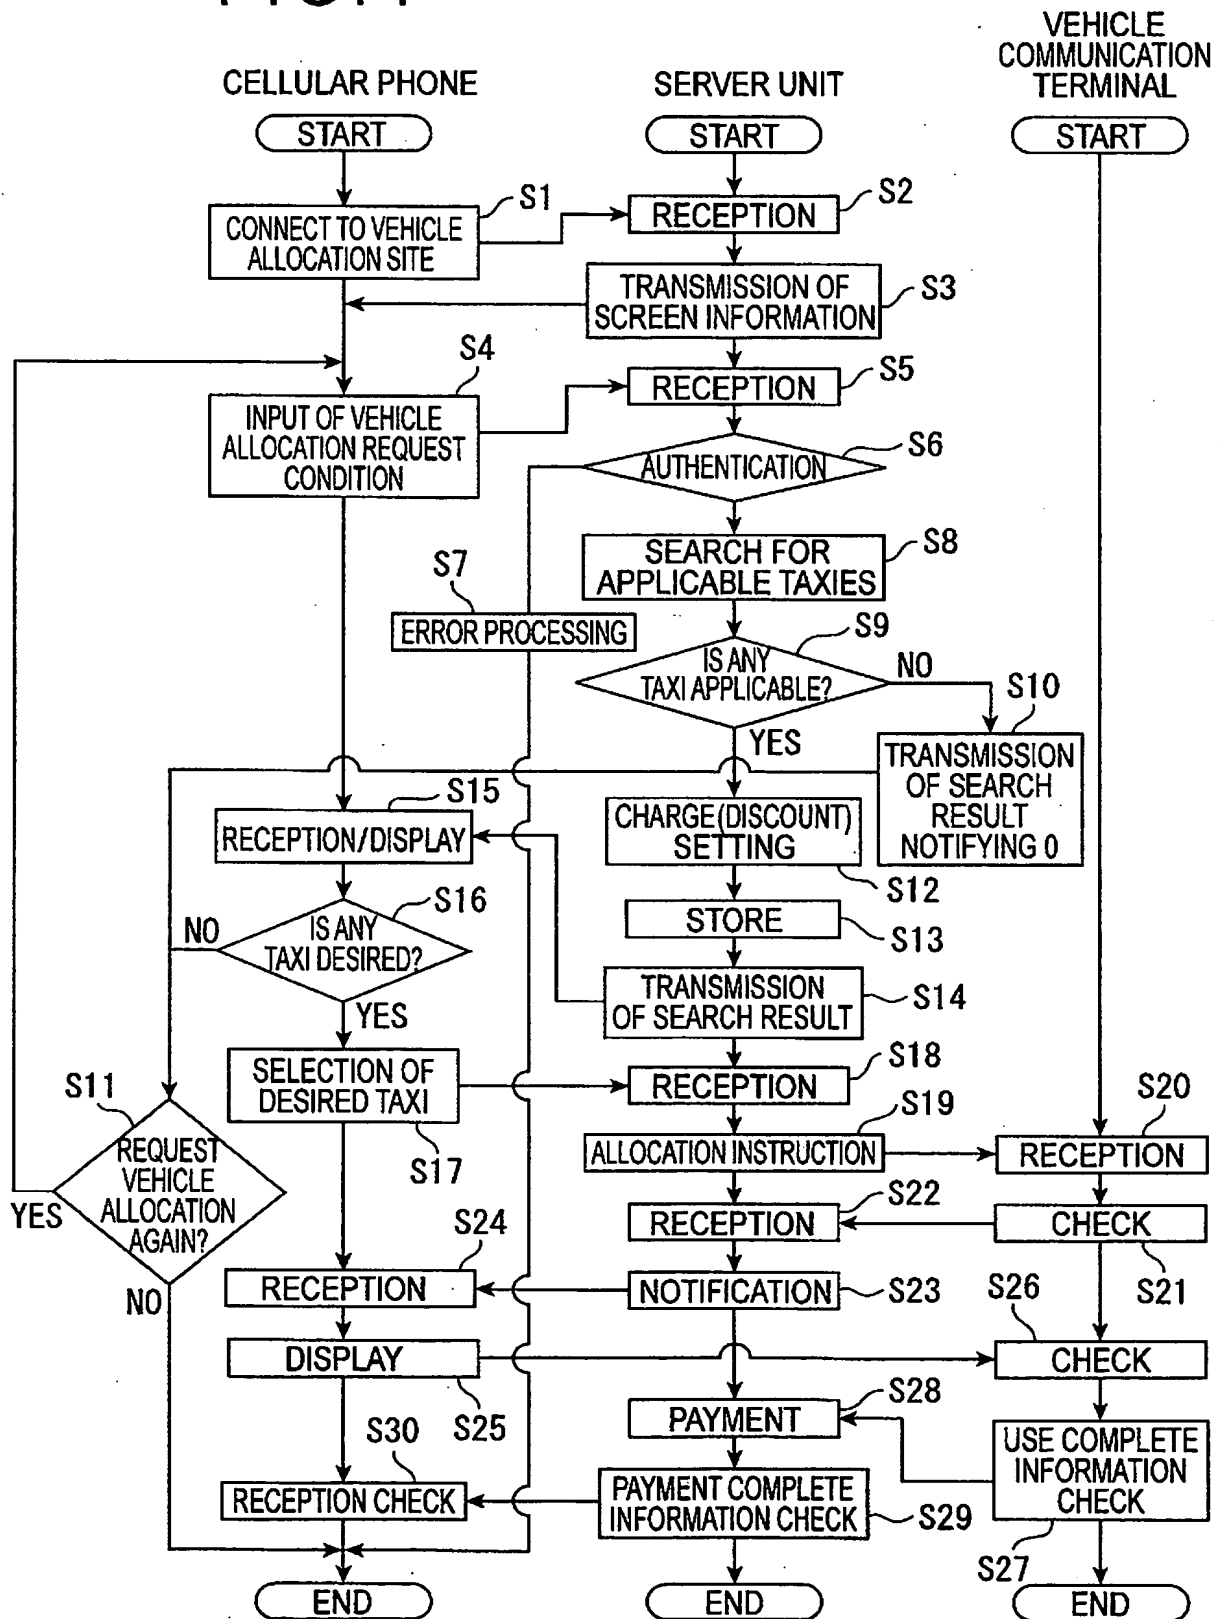 CELLULAR PHONE
SERVER UNIT
VEHICLE
COMMUNICATION
TERMINAL
START
START
START
S1
CONNECT TO VEHICLE
ALLOCATION SITE
S2
RECEPTION
S3
TRANSMISSION OF
SCREEN INFORMATION
S4
INPUT OF VEHICLE
ALLOCATION REQUEST
CONDITION
S5
RECEPTION
S6
AUTHENTICATION
S7
ERROR PROCESSING
S8
SEARCH FOR
APPLICABLE TAXIES
S9
IS ANY
TAXI APPLICABLE?
NO
YES
S10
TRANSMISSION
OF SEARCH
RESULT
NOTIFYING 0
S15
RECEPTION/DISPLAY
CHARGE(DISCOUNT)
SETTING
S12
S16
IS ANY
TAXI DESIRED?
NO
YES
STORE
S13
TRANSMISSION
OF SEARCH RESULT
S14
S11
REQUEST
VEHICLE
ALLOCATION
AGAIN?
YES
NO
SELECTION OF
DESIRED TAXI
S17
S18
RECEPTION
S19
ALLOCATION INSTRUCTION
S20
RECEPTION
S22
RECEPTION
CHECK
S21
S24
RECEPTION
NOTIFICATION
S23
S26
CHECK
DISPLAY
S25
S28
PAYMENT
USE COMPLETE
INFORMATION
CHECK
S27
S30
RECEPTION CHECK
PAYMENT COMPLETE
INFORMATION CHECK
S29
END
END
END